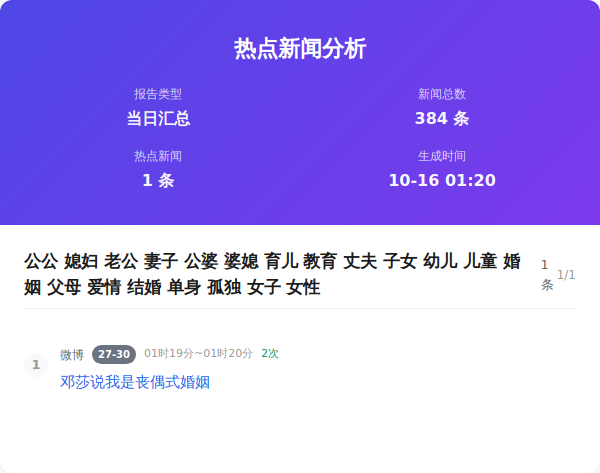 热点新闻分析
报告类型
新闻总数
当日汇总
384 条
热点新闻
生成时间
1 条
10-16 01:20
公公 媳妇 老公 妻子 公婆 婆媳 育儿 教育 丈夫 子女 幼儿 儿童 婚
姻 父母 爱情 结婚 单身 孤独 女子 女性
1
条
1/1
1
微博 27-30 01时19分~01时20分 2次
邓莎说我是丧偶式婚姻